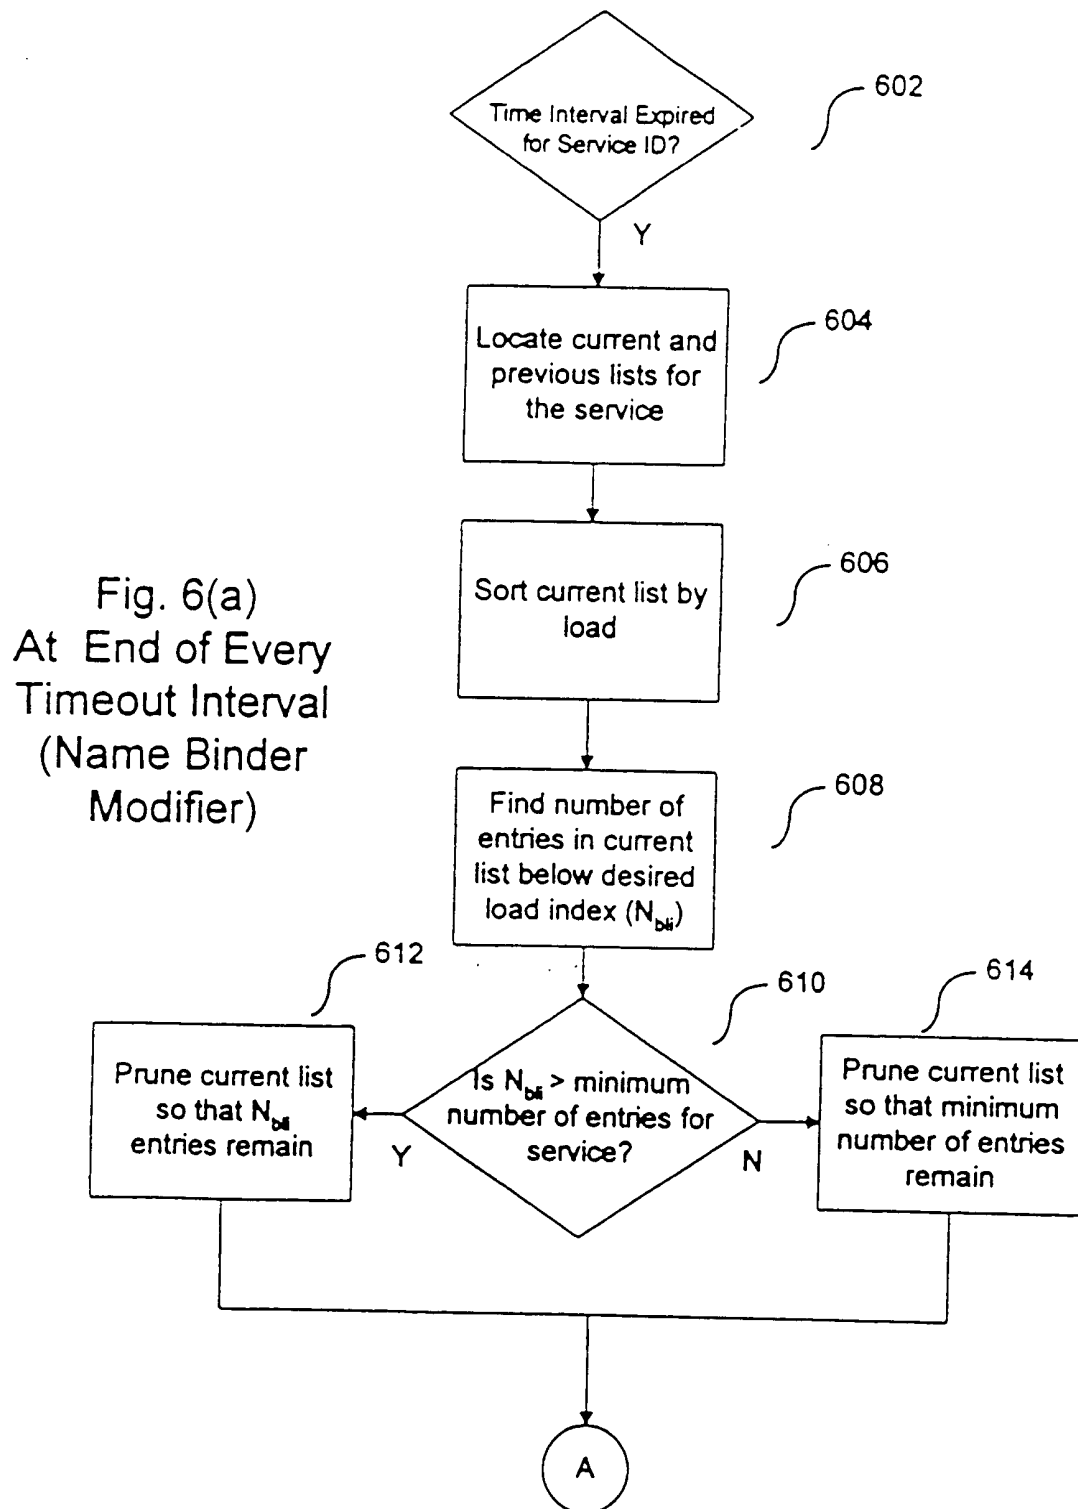 Time Interval Expired
for Service ID?
602
Y
Locate current and
previous lists for
the service
604
Sort current list by
load
606
Fig. 6(a)
At End of Every
Timeout Interval
(Name Binder
Modifier)
Find number of
entries in current
list below desired
load index (Nbli)
608
612
610
614
Prune current list
so that Nbli
entries remain
Is Nbli > minimum
number of entries for
service?
Y
N
Prune current list
so that minimum
number of entries
remain
A